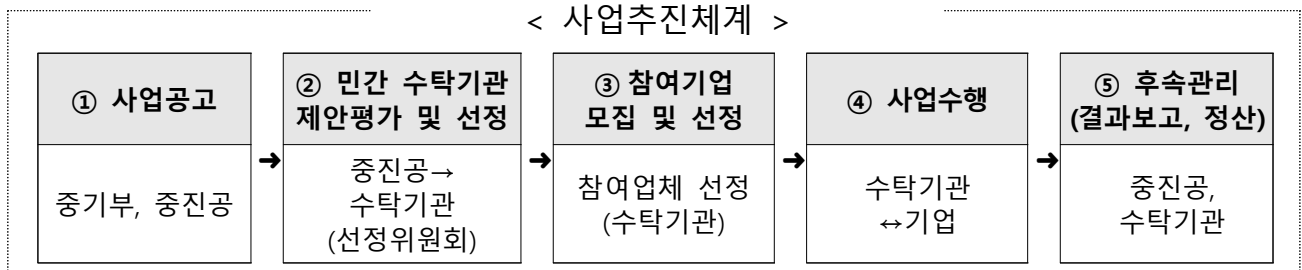 < 사업추진체계 >
① 사업공고
중기부, 중진공
➜
② 민간 수탁기관
제안평가 및 선정
중진공→
수탁기관
(선정위원회)
➜
③ 참여기업
모집 및 선정
참여업체 선정
(수탁기관)
➜
④ 사업수행
수탁기관
↔기업
➜
⑤ 후속관리
(결과보고, 정산)
중진공,
수탁기관